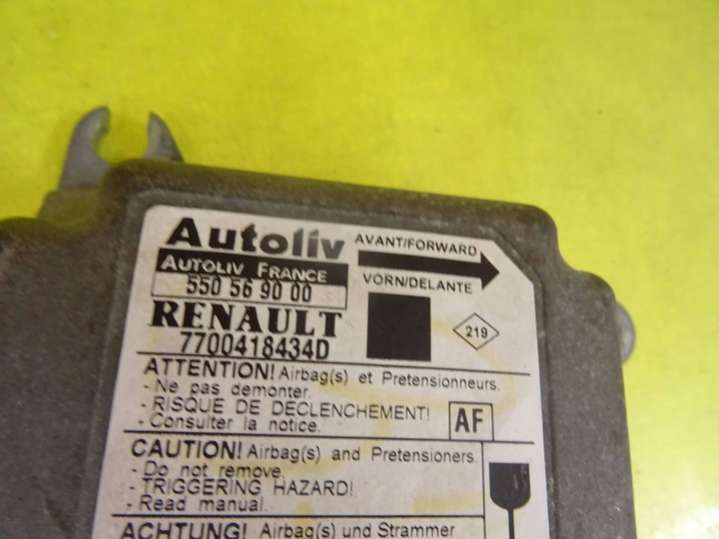 Autoliv
AVANT/FORWARD
AUTOLIV FRANCE
550 56 90 00
VORN/DELANTE
RENAULT
219
7700418434D
ATTENTION! Airbag(s) et Pretensionneurs.
- Ne pas demonter.
- RISQUE DE DECLENCHEMENT!
- Consulter la notice.
AF
CAUTION! Airbag(s) and Pretensioners.
- Do not remove.
- TRIGGERING HAZARD!
- Read manual.
ACHTUNG! Airbag(s) und Strammer